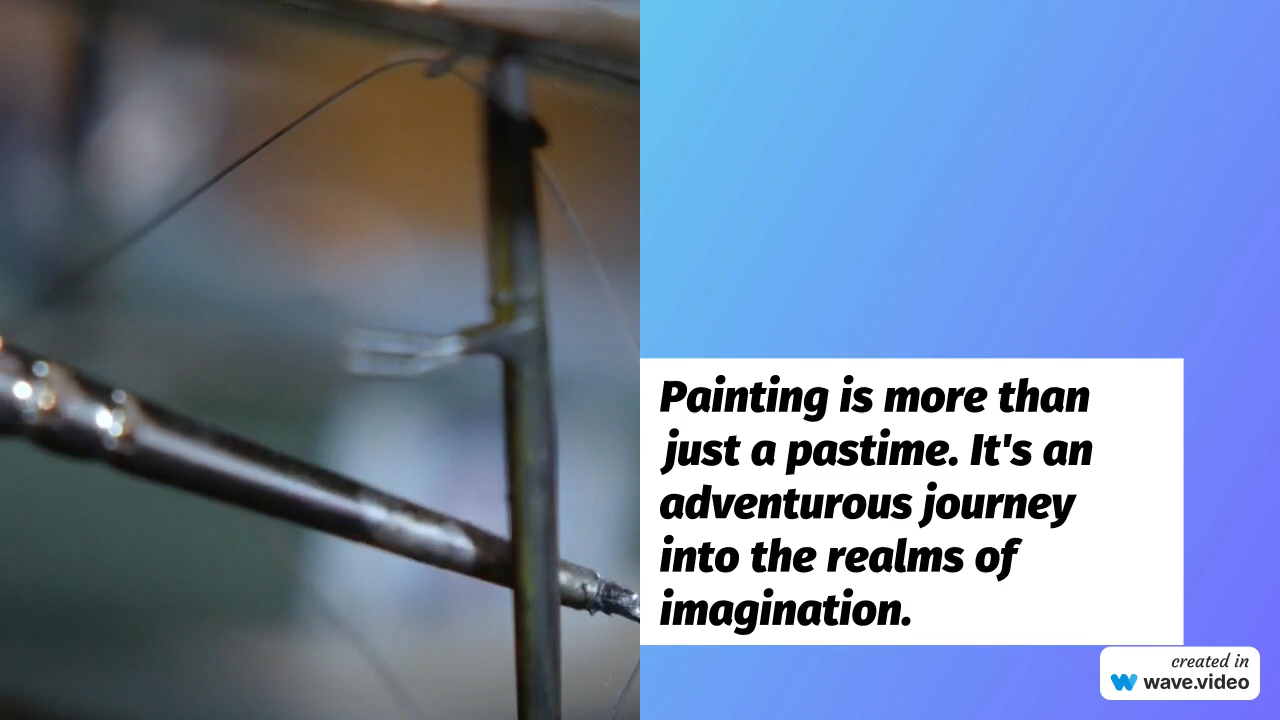 Painting is more than
just a pastime. It's an
adventurous journey
into the realms of
imagination.
created in
wave.video